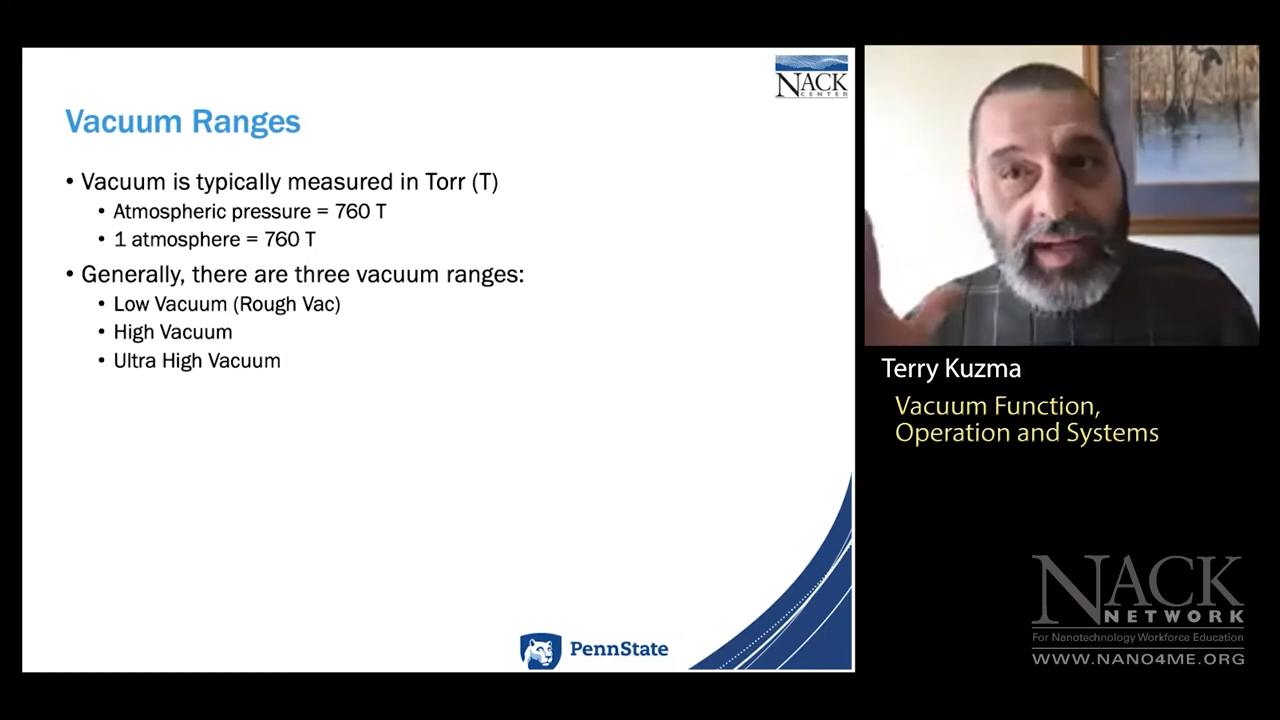 NACK
CENTER
Vacuum Ranges
• Vacuum is typically measured in Torr (T)
• Atmospheric pressure = 760 T
• 1 atmosphere = 760 T
• Generally, there are three vacuum ranges:
• Low Vacuum (Rough Vac)
• High Vacuum
• Ultra High Vacuum
PennState
Terry Kuzma
Vacuum Function,
Operation and Systems
NACK
NETWORK
For Nanotechnology Workforce Education
WWW.NANO4ME.ORG